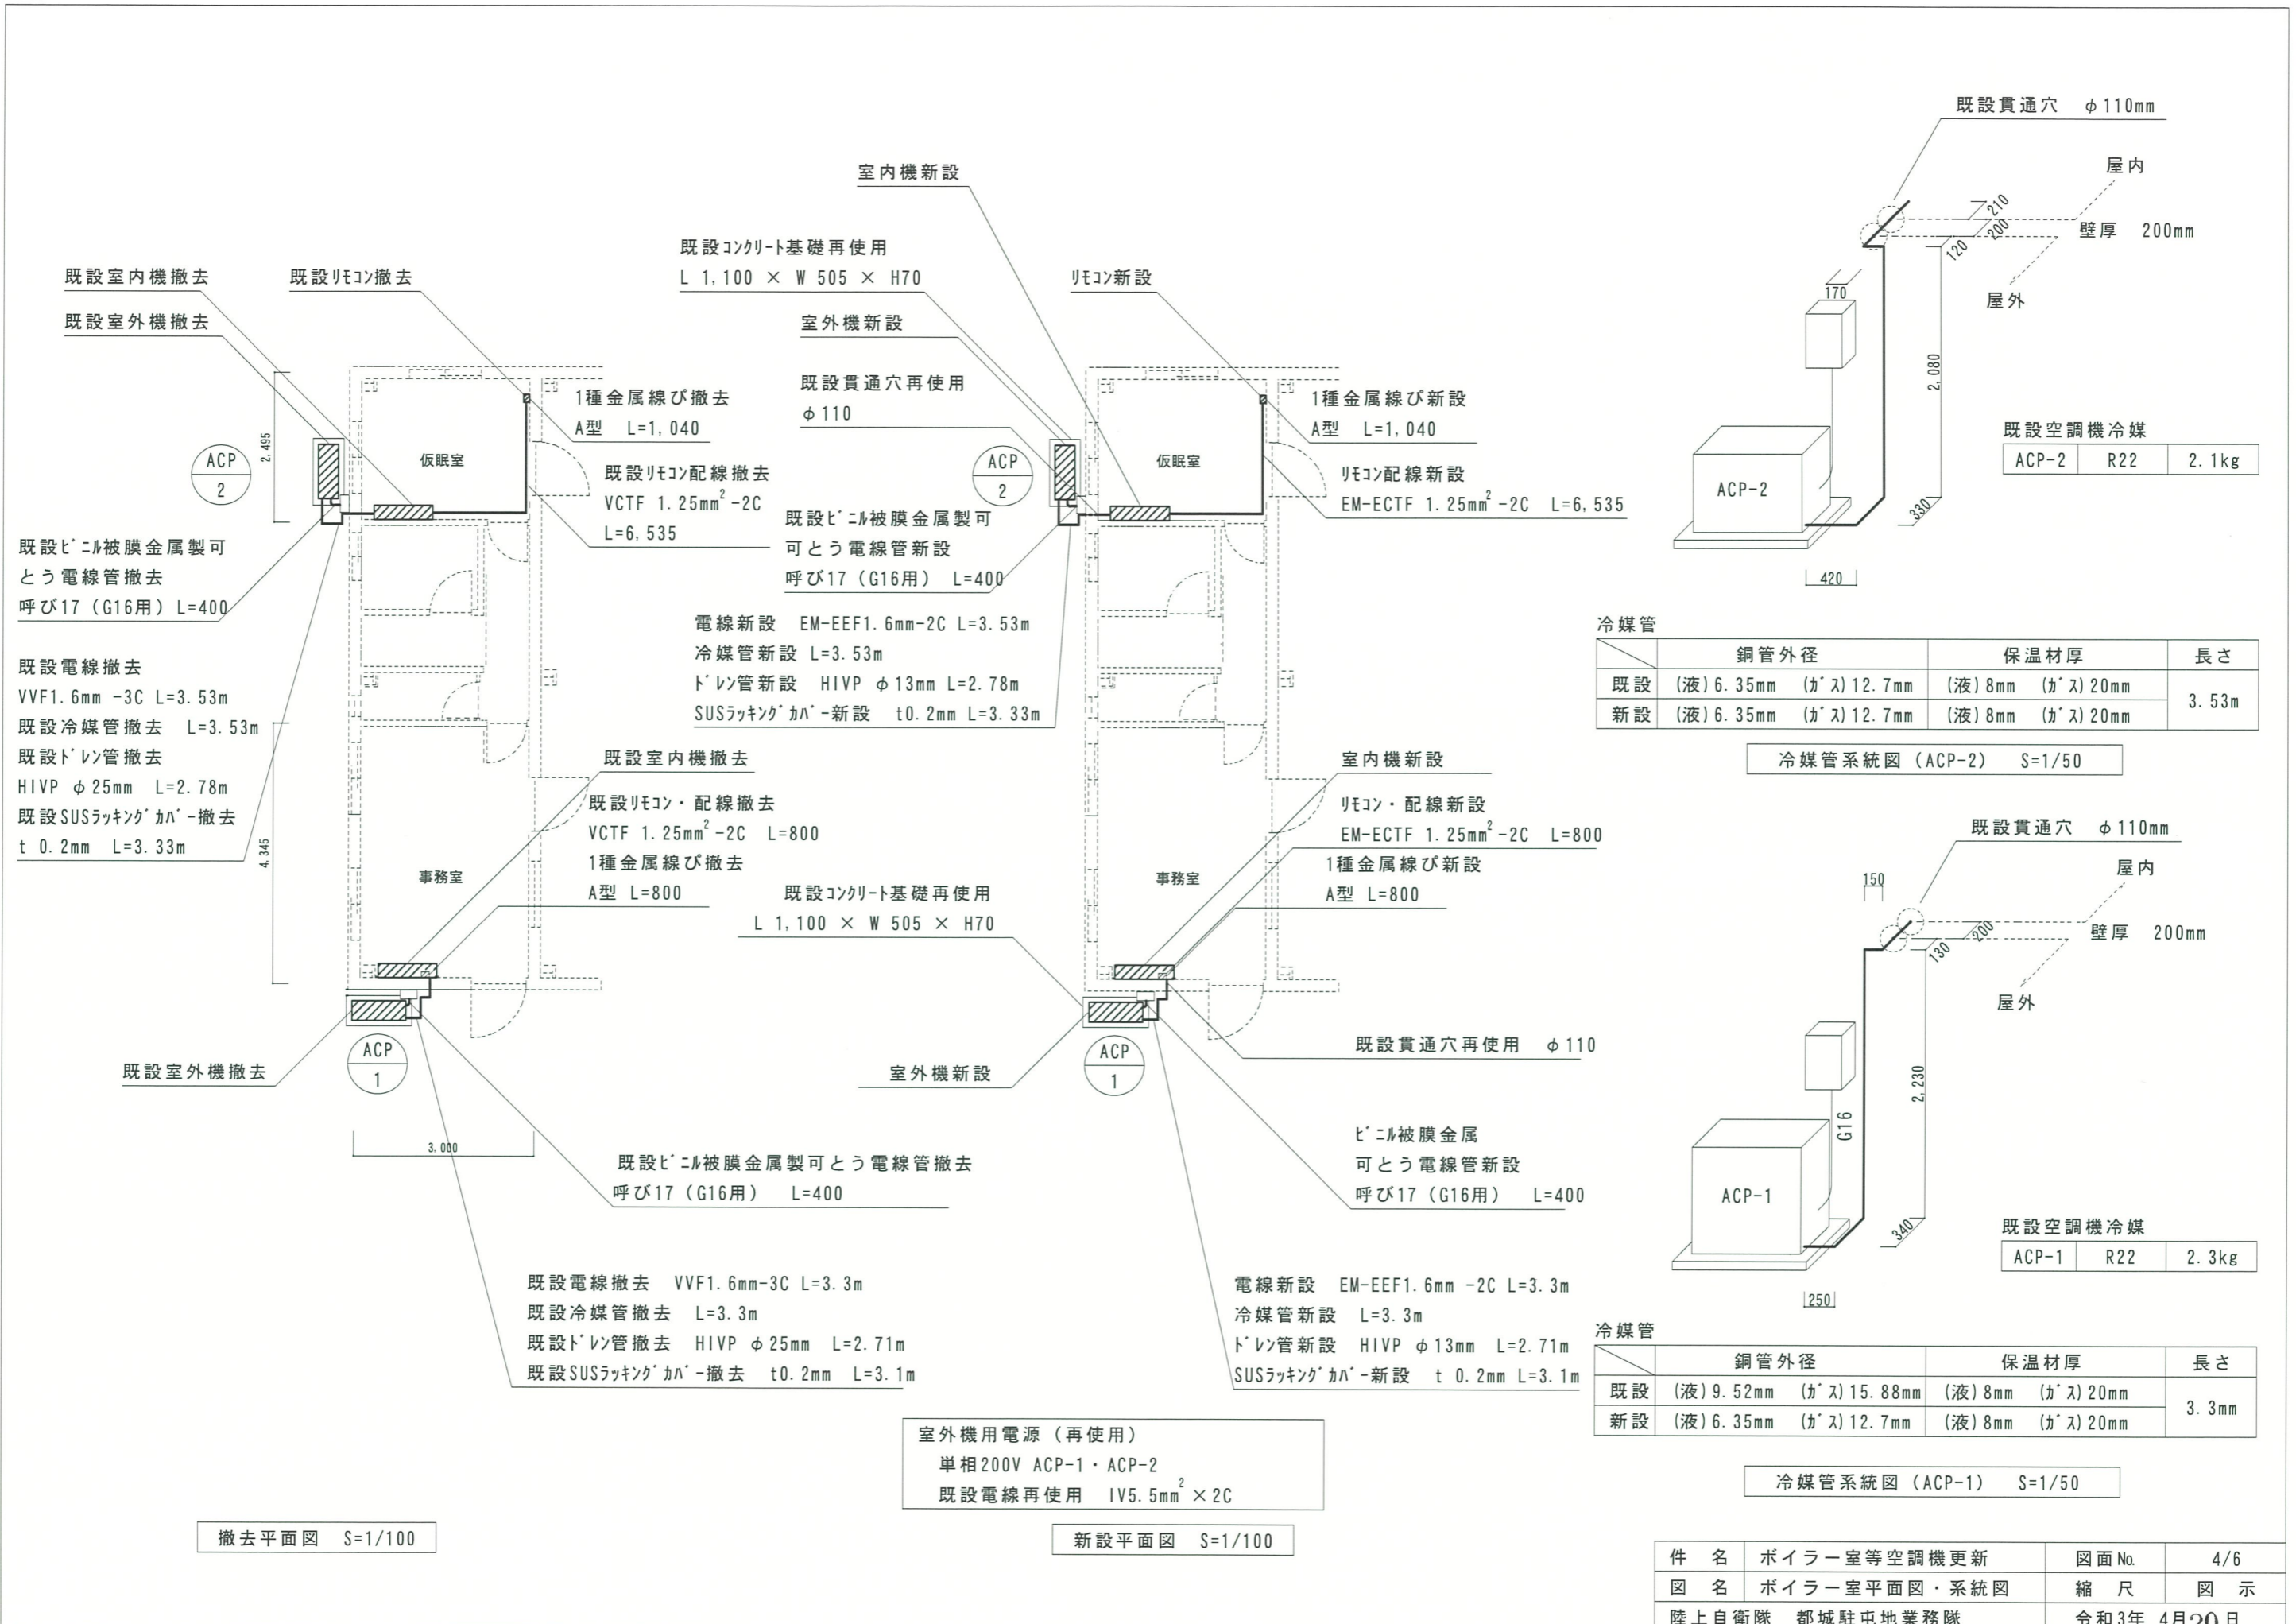 既設室内機撤去
既設リモコン撤去
既設室外機撤去
2,495
ACP
2
仮眠室
1種金属線ぴ撤去
A型 L=1,040
既設リモコン配線撤去
VCTF 1.25mm²-2C
L=6,535
既設ビニル被膜金属製可
とう電線管撤去
呼び17（G16用）L=400
既設電線撤去
VVF1.6mm -3C L=3.53m
既設冷媒管撤去 L=3.53m
既設ドレン管撤去
HIVP φ25mm L=2.78m
既設SUSラッキングカバー撤去
t 0.2mm L=3.33m
4,345
既設室内機撤去
既設リモコン・配線撤去
VCTF 1.25mm²-2C L=800
1種金属線ぴ撤去
A型 L=800
事務室
既設室外機撤去
ACP
1
3,000
既設ビニル被膜金属製可とう電線管撤去
呼び17（G16用） L=400
既設電線撤去 VVF1.6mm-3C L=3.3m
既設冷媒管撤去 L=3.3m
既設ドレン管撤去 HIVP φ25mm L=2.71m
既設SUSラッキングカバー撤去 t0.2mm L=3.1m
撤去平面図 S=1/100
室内機新設
既設コンクリート基礎再使用
L 1,100 × W 505 × H70
リモコン新設
室外機新設
既設貫通穴再使用
φ110
ACP
2
仮眠室
1種金属線ぴ新設
A型 L=1,040
リモコン配線新設
EM-ECTF 1.25mm²-2C L=6,535
既設ビニル被膜金属製可
可とう電線管新設
呼び17（G16用） L=400
電線新設 EM-EEF1.6mm-2C L=3.53m
冷媒管新設 L=3.53m
ドレン管新設 HIVP φ13mm L=2.78m
SUSラッキングカバー新設 t0.2mm L=3.33m
室内機新設
リモコン・配線新設
EM-ECTF 1.25mm²-2C L=800
1種金属線ぴ新設
A型 L=800
事務室
既設コンクリート基礎再使用
L 1,100 × W 505 × H70
既設貫通穴再使用 φ110
室外機新設
ACP
1
ビニル被膜金属
可とう電線管新設
呼び17（G16用） L=400
電線新設 EM-EEF1.6mm -2C L=3.3m
冷媒管新設 L=3.3m
ドレン管新設 HIVP φ13mm L=2.71m
SUSラッキングカバー新設 t 0.2mm L=3.1m
室外機用電源（再使用）
単相200V ACP-1・ACP-2
既設電線再使用 IV5.5mm²×2C
新設平面図 S=1/100
既設貫通穴 φ110mm
屋内
210
200
壁厚 200mm
120
屋外
170
2,080
ACP-2
330
420
既設空調機冷媒
ACP-2 R22 2.1kg
冷媒管
銅管外径 保温材厚 長さ
既設 (液)6.35mm (ガス)12.7mm (液)8mm (ガス)20mm 3.53m
新設 (液)6.35mm (ガス)12.7mm (液)8mm (ガス)20mm
冷媒管系統図（ACP-2） S=1/50
既設貫通穴 φ110mm
150
屋内
200
壁厚 200mm
130
屋外
2,230
G16
ACP-1
340
250
既設空調機冷媒
ACP-1 R22 2.3kg
冷媒管
銅管外径 保温材厚 長さ
既設 (液)9.52mm (ガス)15.88mm (液)8mm (ガス)20mm 3.3mm
新設 (液)6.35mm (ガス)12.7mm (液)8mm (ガス)20mm
冷媒管系統図（ACP-1） S=1/50
件名 ボイラー室等空調機更新 図面No. 4/6
図名 ボイラー室平面図・系統図 縮尺 図示
陸上自衛隊 都城駐屯地業務隊 令和3年 4月20日